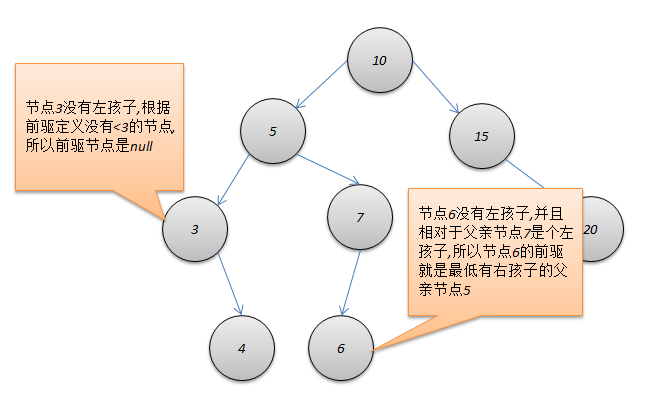 10
5
15
节点3没有左孩子,根据
前驱定义没有<3的节点,
所以前驱节点是null
3
7
节点6没有左孩子,并且
相对于父亲节点7是个左
孩子,所以节点6的前驱
就是最低有右孩子的父
亲节点5
20
4
6